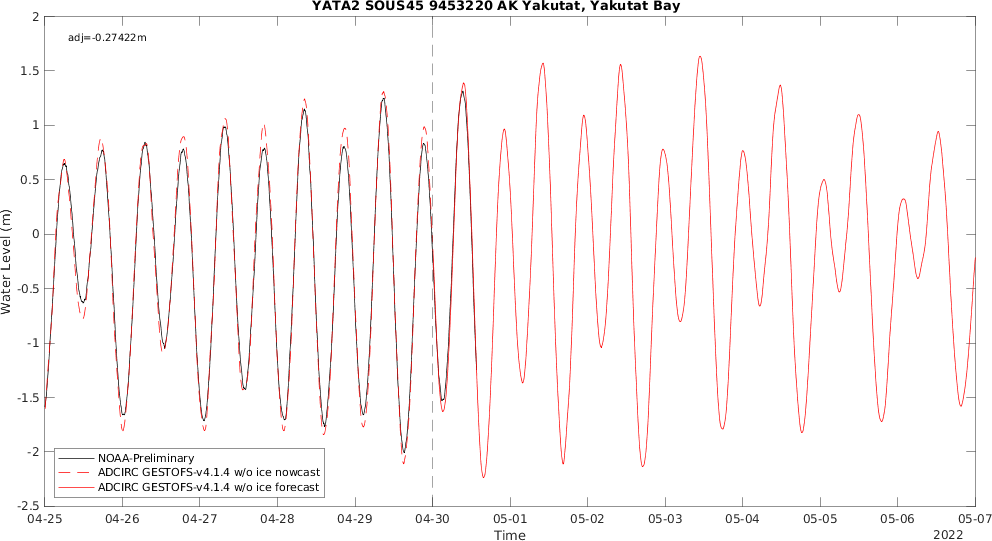 YATA2 SOUS45 9453220 AK Yakutat, Yakutat Bay
adj=-0.27422m
2
1.5
1
0.5
0
-0.5
-1
-1.5
-2
-2.5
Water Level (m)
NOAA-Preliminary
ADCIRC GESTOFS-v4.1.4 w/o ice nowcast
ADCIRC GESTOFS-v4.1.4 w/o ice forecast
04-25 04-26 04-27 04-28 04-29 04-30 05-01 05-02 05-03 05-04 05-05 05-06 05-07
Time
2022